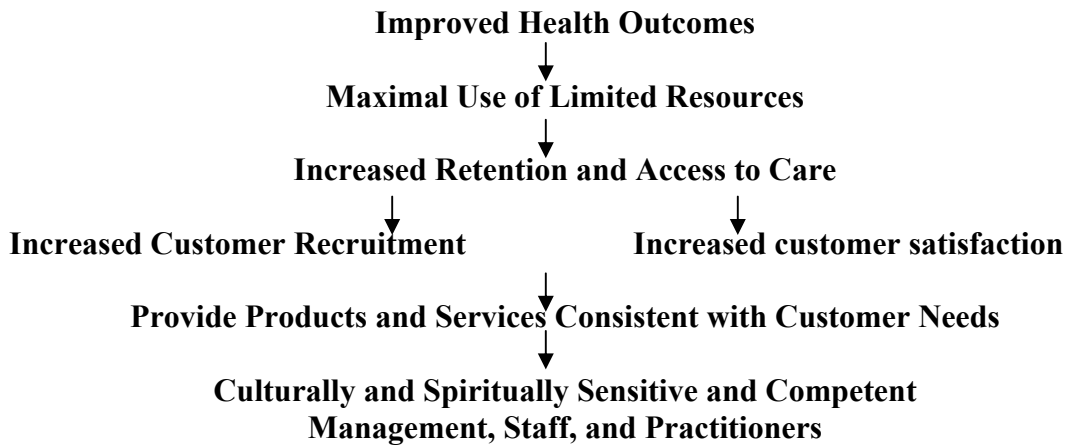 Improved Health Outcomes
Maximal Use of Limited Resources
Increased Retention and Access to Care
Increased Customer Recruitment
Increased customer satisfaction
Provide Products and Services Consistent with Customer Needs
Culturally and Spiritually Sensitive and Competent
Management, Staff, and Practitioners